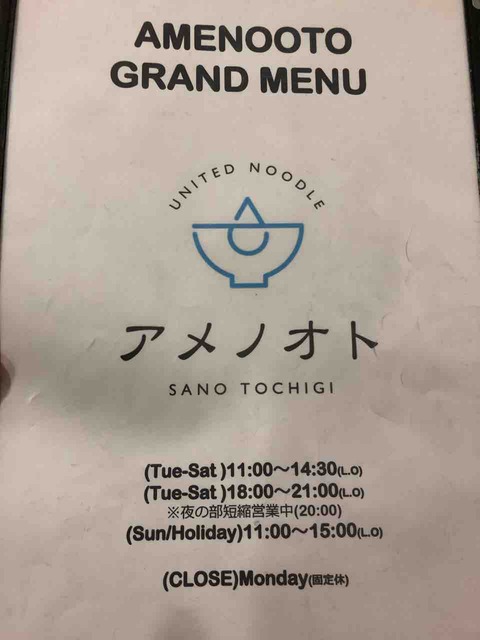 AMENOOTO
GRAND MENU
UNITED NOODLE
アメノオト
SANO TOCHIGI
(Tue-Sat )11:00～14:30(L.O)
(Tue-Sat )18:00～21:00(L.O)
※夜の部短縮営業中(20:00)
(Sun/Holiday)11:00～15:00(L.O)
(CLOSE)Monday(固定休)